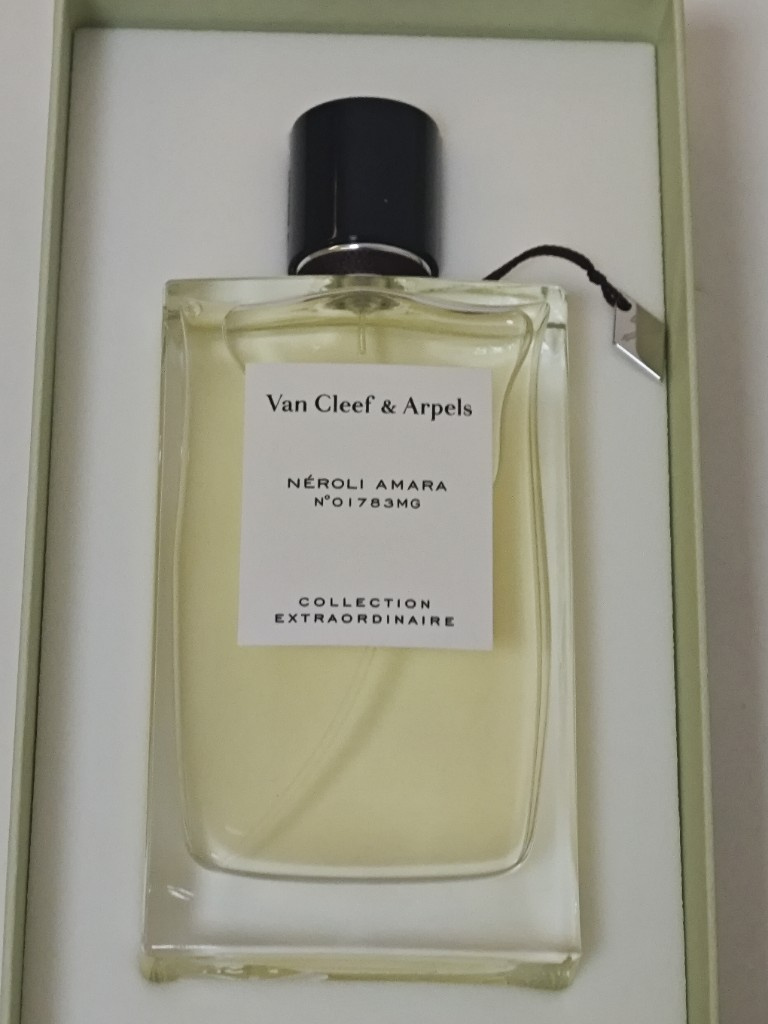 Van Cleef & Arpels
NÉROLI AMARA
N°01783MG
COLLECTION
EXTRAORDINAIRE